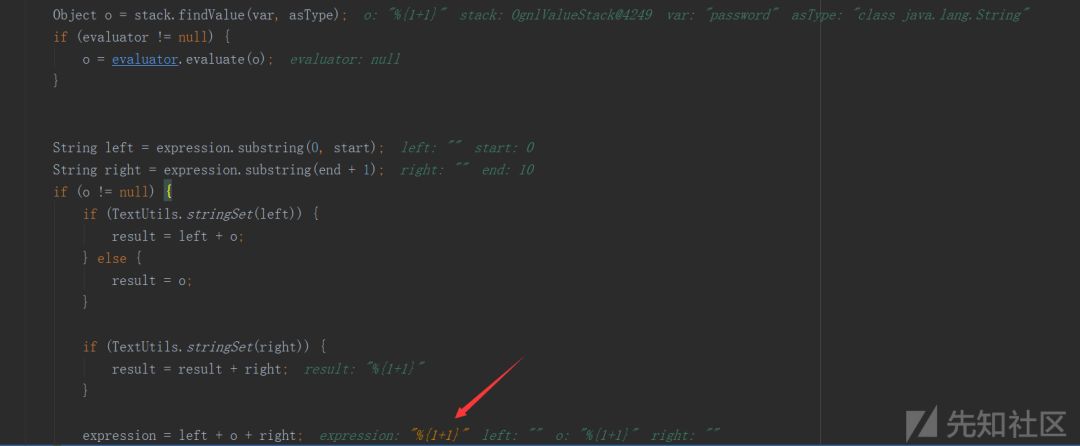 Object o = stack.findValue(var, asType); o: "%{1+1}" stack: OgnlValueStack@4249 var: "password" asType: "class java.lang.String"
if (evaluator != null) {
o = evaluator.evaluate(o); evaluator: null
}
String left = expression.substring(0, start); left: "" start: 0
String right = expression.substring(end + 1); right: "" end: 10
if (o != null) {
if (TextUtils.stringSet(left)) {
result = left + o;
} else {
result = o;
}
if (TextUtils.stringSet(right)) {
result = result + right; result: "%{1+1}"
}
expression = left + o + right; expression: "%{1+1}" left: "" o: "%{1+1}" right: ""
先知社区